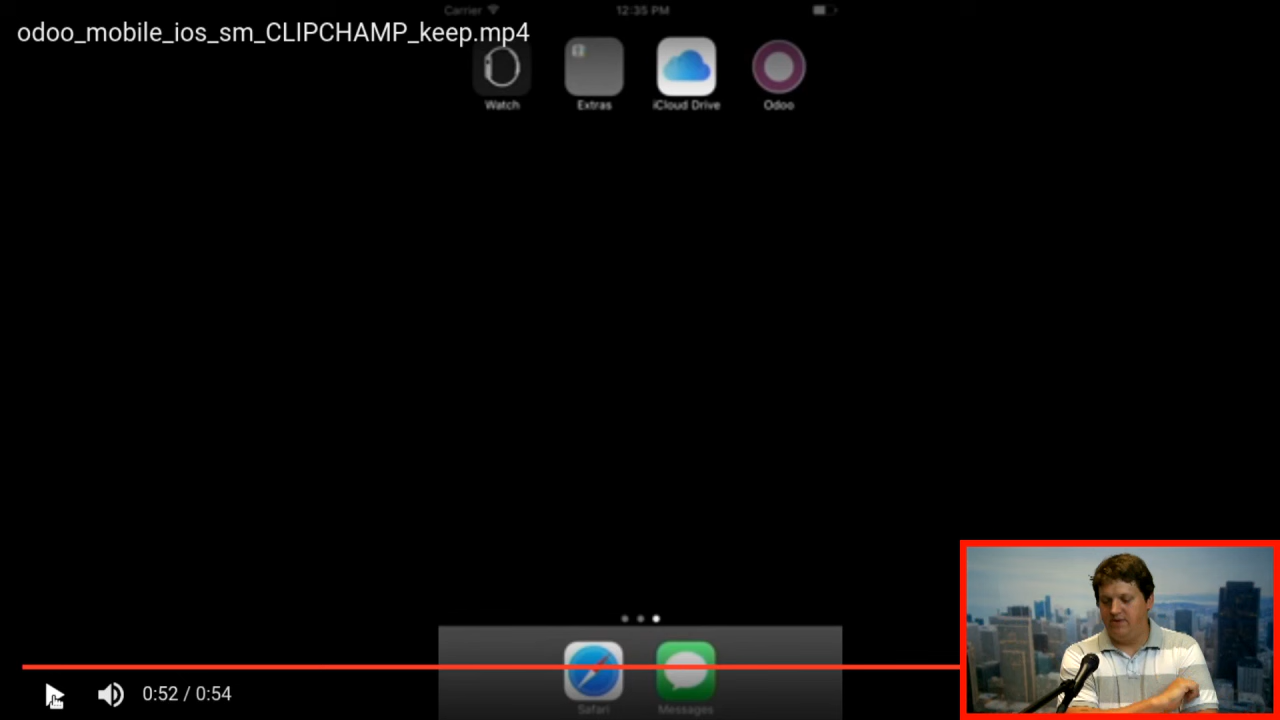 Carrier 12:35 PM
odoo_mobile_ios_sm_CLIPCHAMP_keep.mp4
Watch Extras iCloud Drive Odoo
Safari Messages
0:52 / 0:54